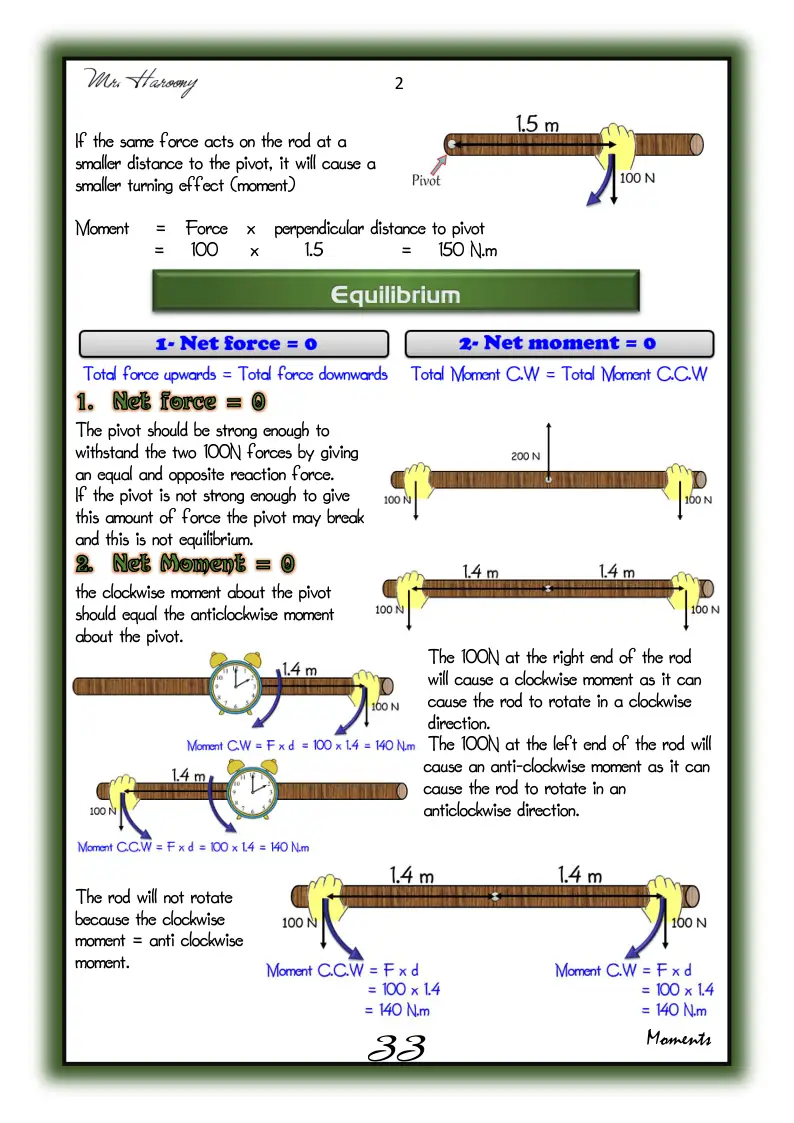 Mr. Haroony
2
1.5 m
If the same force acts on the rod at a
smaller distance to the pivot, it will cause a
smaller turning effect (moment)
Pivot
100 N
Moment = Force x perpendicular distance to pivot
= 100 x 1.5 = 150 N.m
Equilibrium
1- Net force = 0
2- Net moment = 0
Total force upwards = Total force downwards
Total Moment C.W = Total Moment C.C.W
1. Net force = 0
The pivot should be strong enough to
withstand the two 100N forces by giving
an equal and opposite reaction force.
If the pivot is not strong enough to give
this amount of force the pivot may break
and this is not equilibrium.
200 N
100 N
100 N
2. Net Moment = 0
the clockwise moment about the pivot
should equal the anticlockwise moment
about the pivot.
1.4 m
1.4 m
100 N
100 N
1.4 m
100 N
Moment C.W = F x d = 100 x 1.4 = 140 N.m
1.4 m
100 N
Moment C.C.W = F x d = 100 x 1.4 = 140 N.m
The 100N at the right end of the rod
will cause a clockwise moment as it can
cause the rod to rotate in a clockwise
direction.
The 100N at the left end of the rod will
cause an anti-clockwise moment as it can
cause the rod to rotate in an
anticlockwise direction.
The rod will not rotate
because the clockwise
moment = anti clockwise
moment.
1.4 m
1.4 m
100 N
100 N
Moment C.C.W = F x d
= 100 x 1.4
= 140 N.m
Moment C.W = F x d
= 100 x 1.4
= 140 N.m
33
Moments